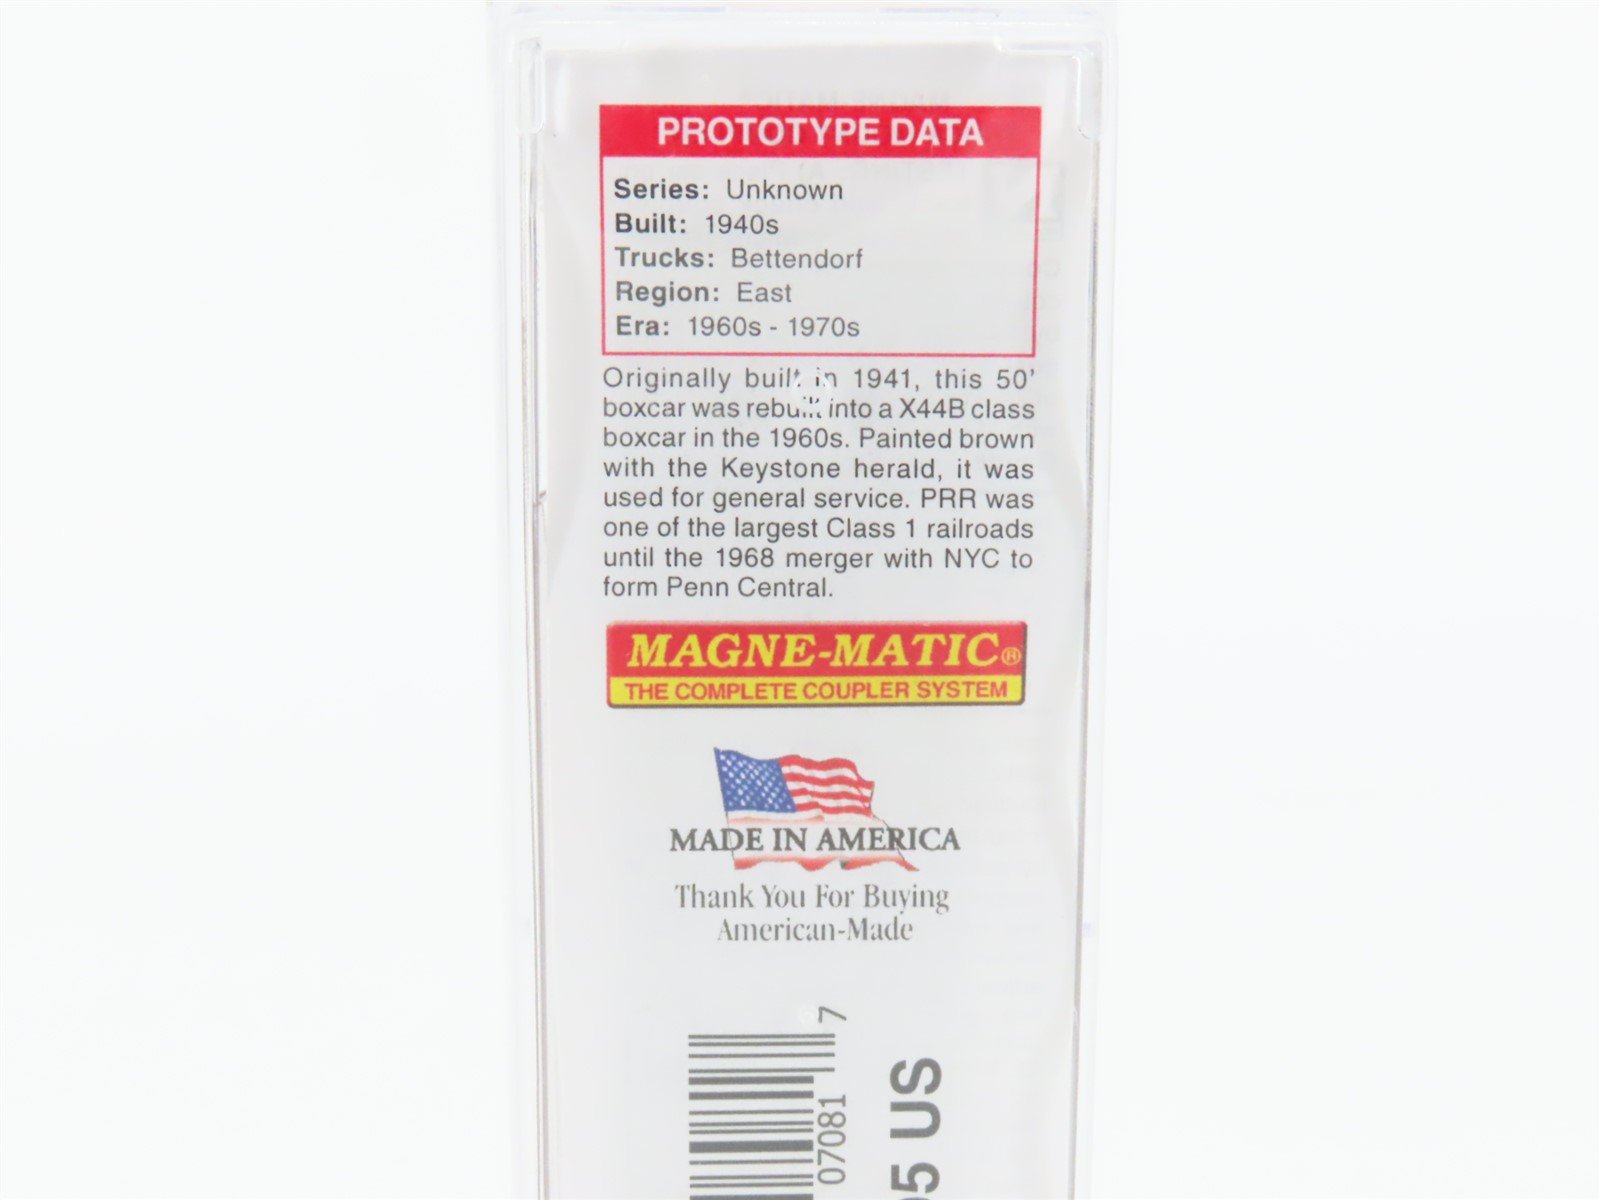 PROTOTYPE DATA
Series: Unknown
Built: 1940s
Trucks: Bettendorf
Region: East
Era: 1960s - 1970s
Originally built in 1941, this 50'
boxcar was rebuilt into a X44B class
boxcar in the 1960s. Painted brown
with the Keystone herald, it was
used for general service. PRR was
one of the largest Class 1 railroads
until the 1968 merger with NYC to
form Penn Central.
MAGNE-MATIC®
THE COMPLETE COUPLER SYSTEM
MADE IN AMERICA
Thank You For Buying
American-Made
07081 7
95 US